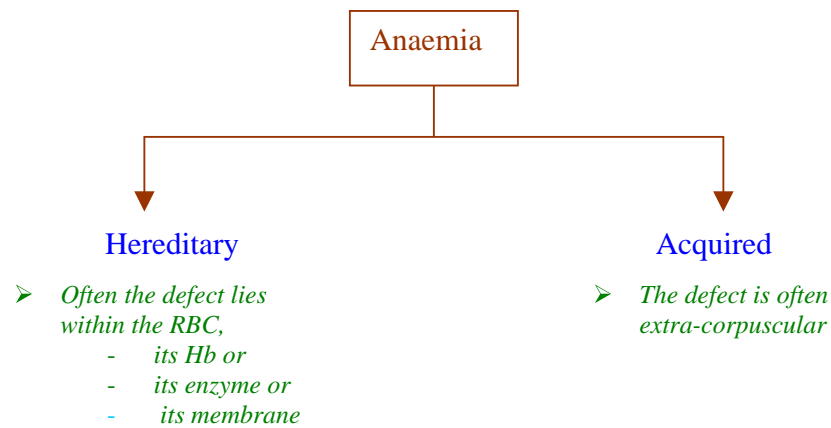 Anaemia
Hereditary
➢ Often the defect lies
within the RBC,
- its Hb or
- its enzyme or
- its membrane
Acquired
➢ The defect is often
extra-corpuscular